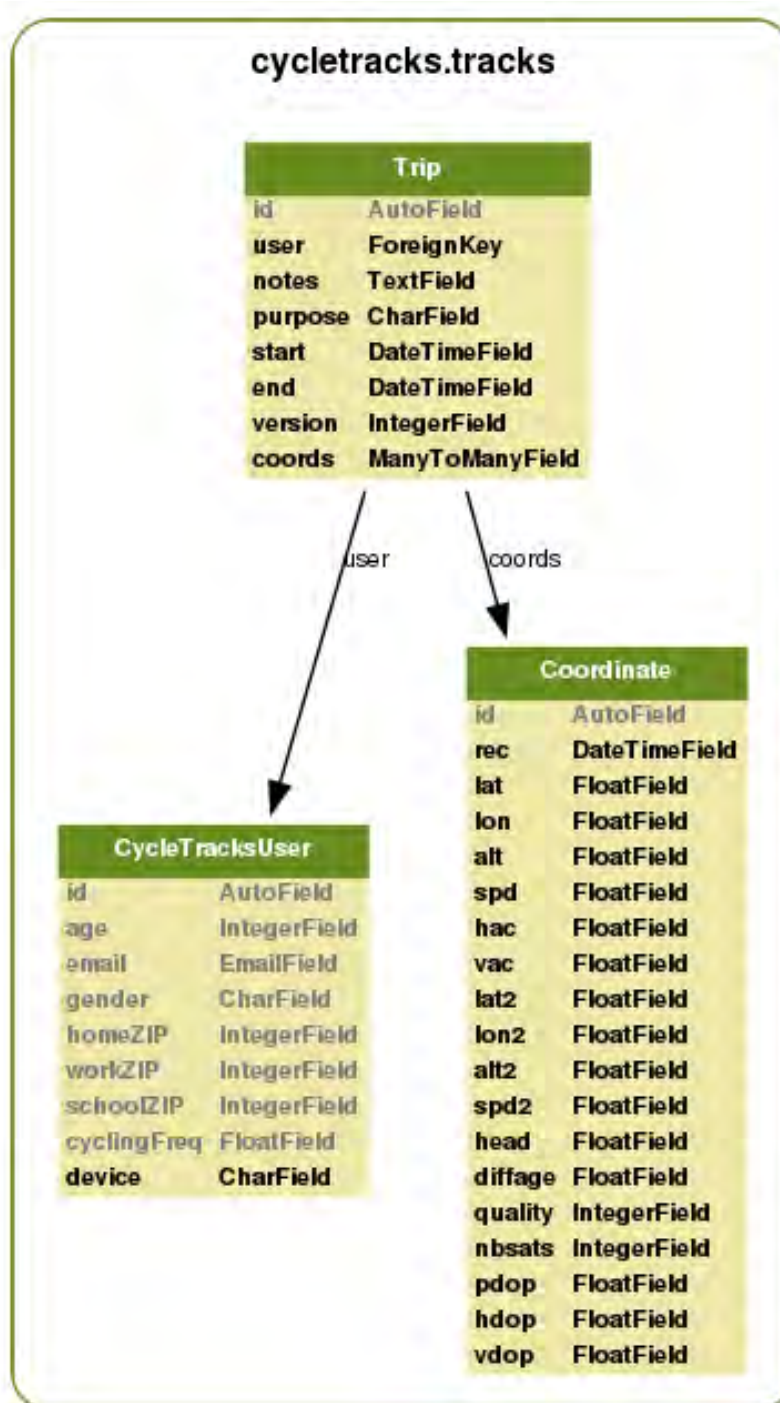 cycletracks.tracks
Trip
id AutoField
user ForeignKey
notes TextField
purpose CharField
start DateTimeField
end DateTimeField
version IntegerField
coords ManyToManyField
user
coords
CycleTracksUser
id AutoField
age IntegerField
email EmailField
gender CharField
homeZIP IntegerField
workZIP IntegerField
schoolZIP IntegerField
cyclingFreq FloatField
device CharField
Coordinate
id AutoField
rec DateTimeField
lat FloatField
lon FloatField
alt FloatField
spd FloatField
hac FloatField
vac FloatField
lat2 FloatField
lon2 FloatField
alt2 FloatField
spd2 FloatField
head FloatField
diffage FloatField
quality IntegerField
nbsats IntegerField
pdop FloatField
hdop FloatField
vdop FloatField